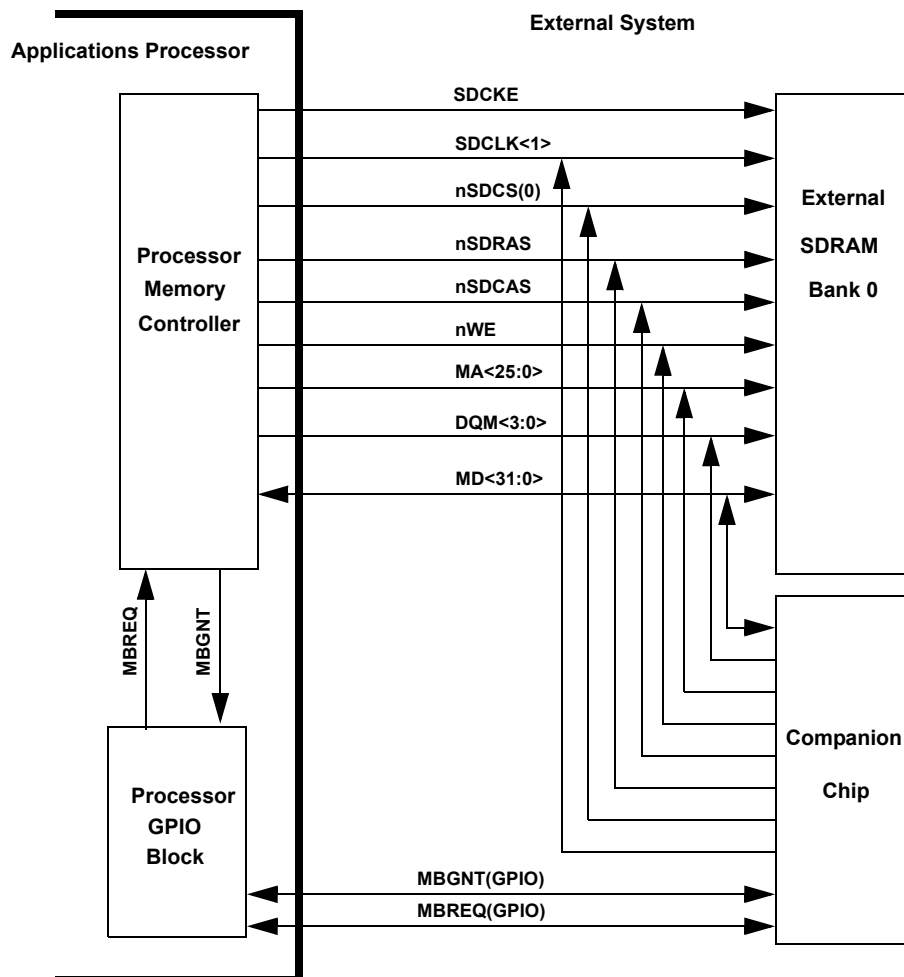 External System
Applications Processor
SDCKE
SDCLK<1>
nSDCS(0)
nSDRAS
nSDCAS
nWE
MA<25:0>
DQM<3:0>
MD<31:0>
Processor
Memory
Controller
External
SDRAM
Bank 0
MBREQ
MBGNT
Processor
GPIO
Block
Companion
Chip
MBGNT(GPIO)
MBREQ(GPIO)